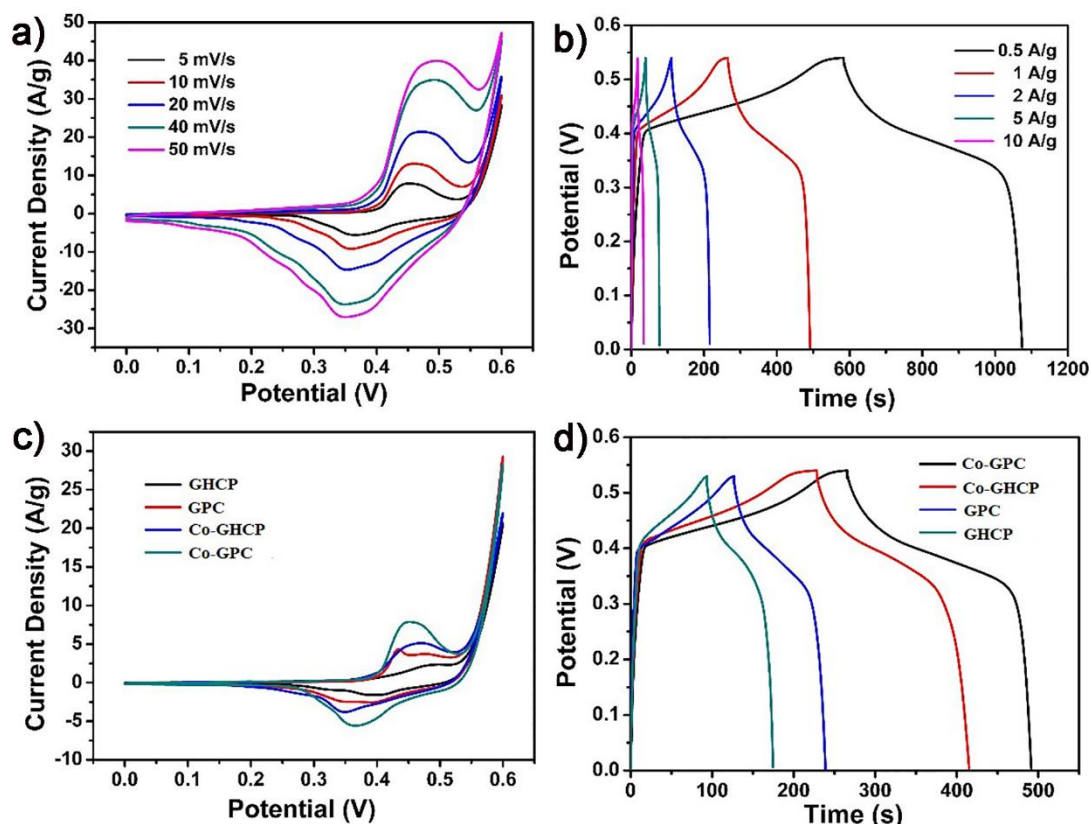 a)
50
40
30
20
10
0
-10
-20
-30
Current Density (A/g)
5 mV/s
10 mV/s
20 mV/s
40 mV/s
50 mV/s
0.0 0.1 0.2 0.3 0.4 0.5 0.6
Potential (V)
b)
0.6
0.5
0.4
0.3
0.2
0.1
0.0
Potential (V)
0.5 A/g
1 A/g
2 A/g
5 A/g
10 A/g
0 200 400 600 800 1000 1200
Time (s)
c)
30
25
20
15
10
5
0
-5
-10
Current Density (A/g)
GHCP
GPC
Co-GHCP
Co-GPC
0.0 0.1 0.2 0.3 0.4 0.5 0.6
Potential (V)
d)
0.6
0.5
0.4
0.3
0.2
0.1
0.0
Potential (V)
Co-GPC
Co-GHCP
GPC
GHCP
0 100 200 300 400 500
Time (s)